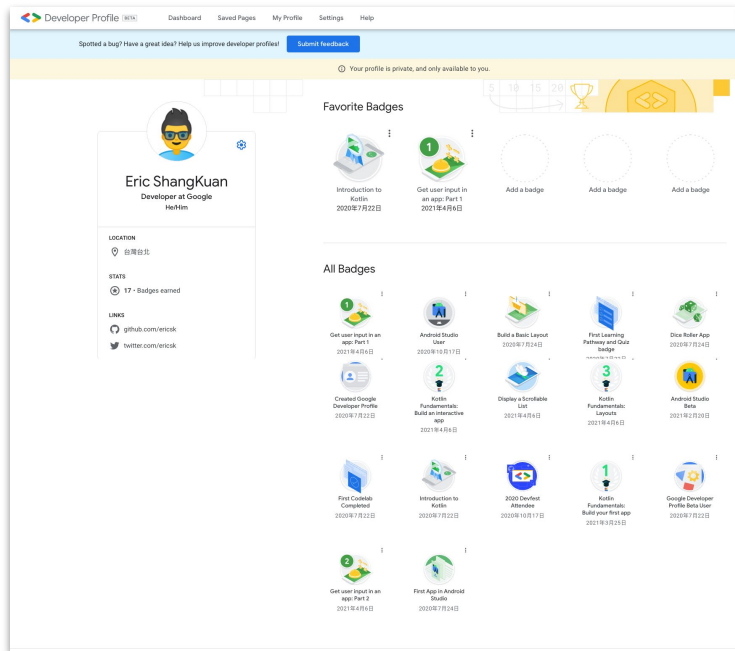 Developer Profile BETA Dashboard Saved Pages My Profile Settings Help
Spotted a bug? Have a great idea? Help us improve developer profiles! Submit feedback
Your profile is private, and only available to you.
5 10 15 20
Eric ShangKuan
Developer at Google
He/Him
LOCATION
台灣台北
STATS
17 • Badges earned
LINKS
github.com/ericsk
twitter.com/ericsk
Favorite Badges
1
Introduction to
Kotlin
2020年7月22日
Get user input in
an app: Part 1
2021年4月6日
Add a badge
Add a badge
Add a badge
All Badges
1
Get user input in an
app: Part 1
2021年4月6日
Android Studio
User
2020年10月17日
Build a Basic Layout
2020年7月24日
First Learning
Pathway and Quiz
badge
Dice Roller App
2020年7月24日
Created Google
Developer Profile
2020年7月22日
2
Kotlin
Fundamentals:
Build an interactive
app
2021年4月6日
Display a Scrollable
List
2021年4月6日
3
Kotlin
Fundamentals:
Layouts
2021年4月6日
Android Studio
Beta
2021年2月20日
First Codelab
Completed
2020年7月22日
Introduction to
Kotlin
2020年7月22日
2020 Devfest
Attendee
2020年10月17日
1
Kotlin
Fundamentals:
Build your first app
2021年3月25日
Google Developer
Profile Beta User
2020年7月22日
2
Get user input in an
app: Part 2
2021年4月6日
First App in Android
Studio
2020年7月24日